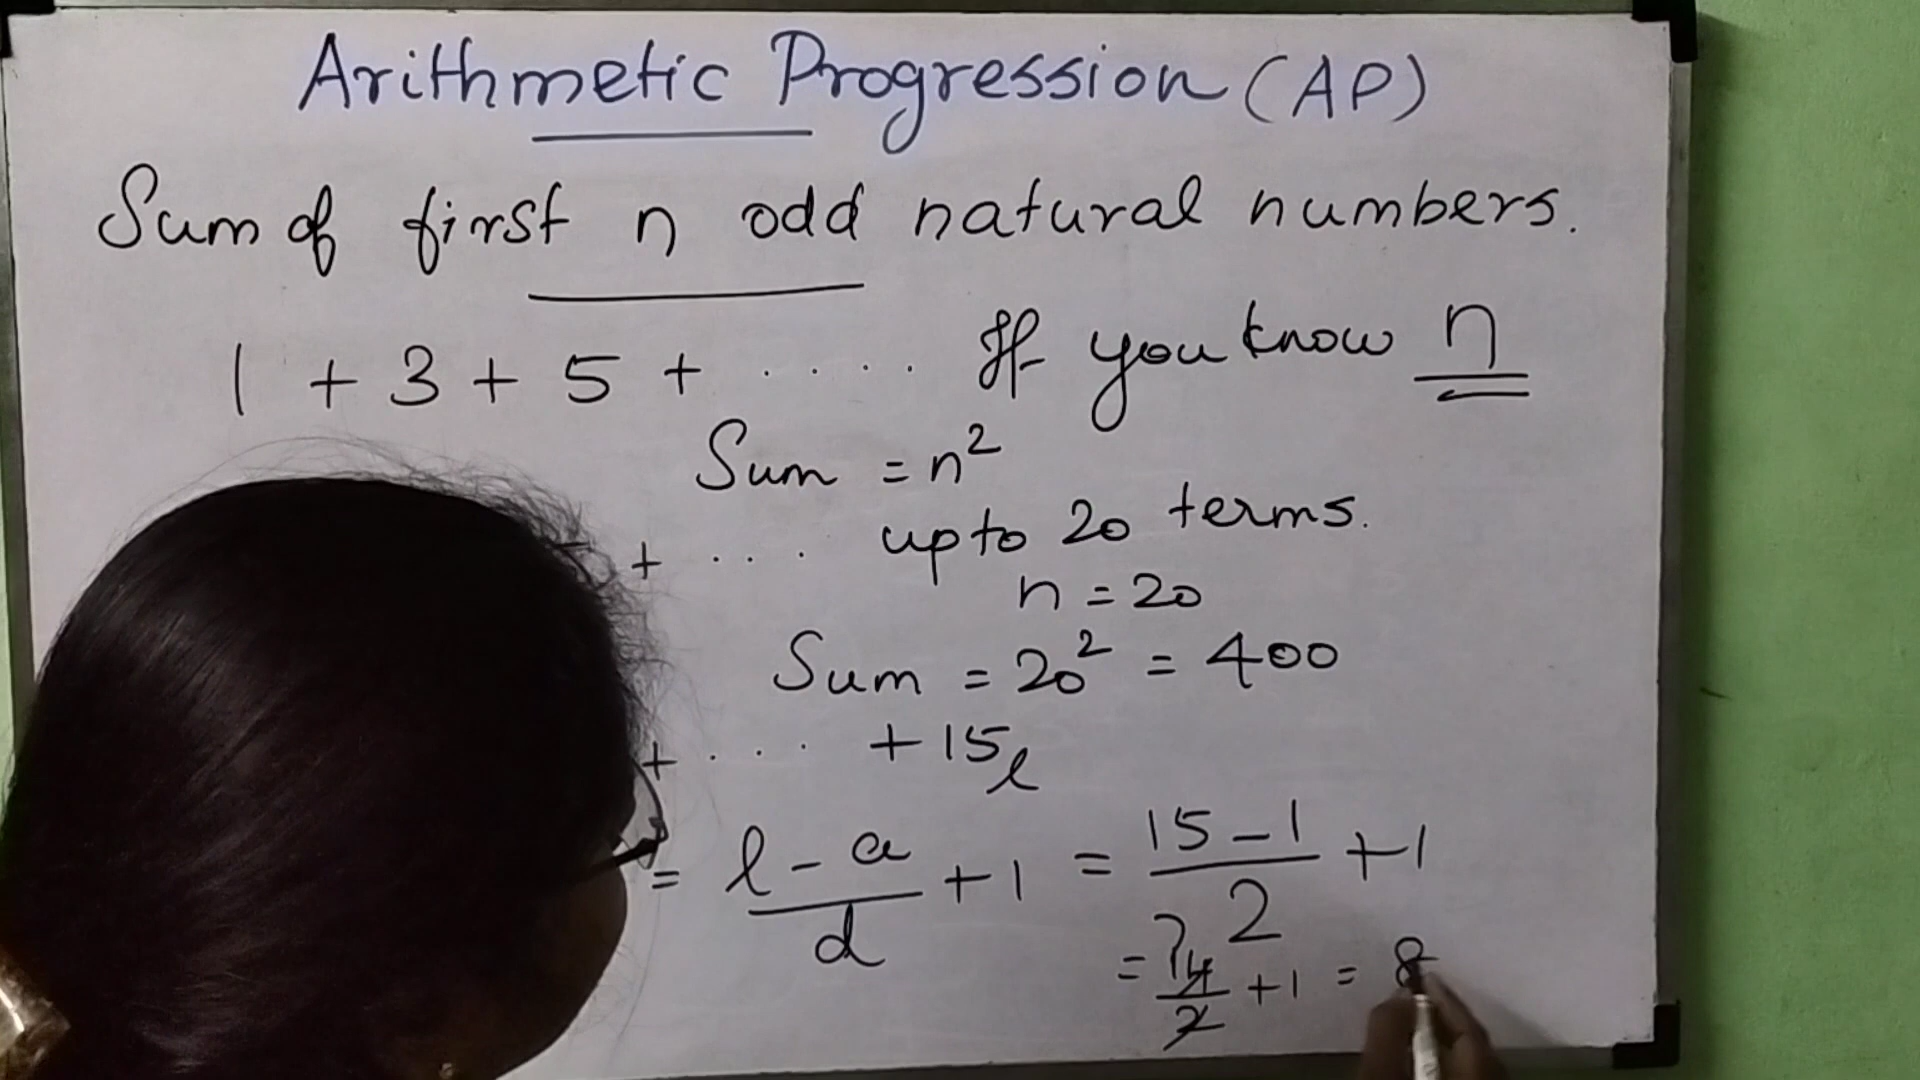 Arithmetic Progression (AP)
Sum of first n odd natural numbers.
1 + 3 + 5 + . . . . If you know n
Sum = n²
+ . . . upto 20 terms.
n = 20
Sum = 20² = 400
+ . . . + 15 l
= (l - a)/d + 1 = (15 - 1)/2 + 1
7
= 14/2 + 1 = 8